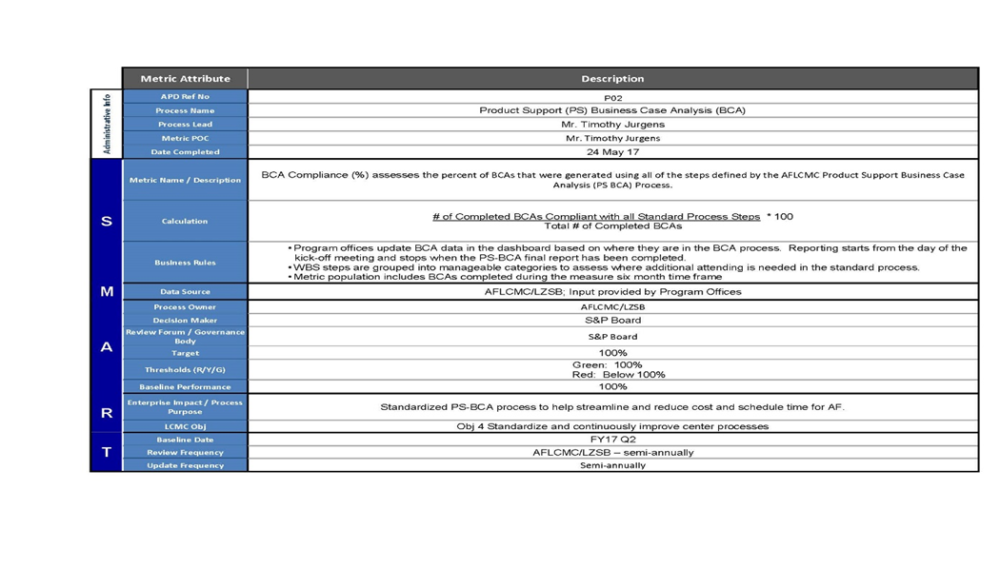 Metric Attribute Description
Administrative Info
APD Ref No P02
Process Name Product Support (PS) Business Case Analysis (BCA)
Process Lead Mr. Timothy Jurgens
Metric POC Mr. Timothy Jurgens
Date Completed 24 May 17
S
Metric Name / Description BCA Compliance (%) assesses the percent of BCAs that were generated using all of the steps defined by the AFLCMC Product Support Business Case
Analysis (PS BCA) Process.
Calculation # of Completed BCAs Compliant with all Standard Process Steps * 100
Total # of Completed BCAs
Business Rules •Program offices update BCA data in the dashboard based on where they are in the BCA process. Reporting starts from the day of the
kick-off meeting and stops when the PS-BCA final report has been completed.
•WBS steps are grouped into manageable categories to assess where additional attending is needed in the standard process.
•Metric population includes BCAs completed during the measure six month time frame
M
Data Source AFLCMC/LZSB; Input provided by Program Offices
A
Process Owner AFLCMC/LZSB
Decision Maker S&P Board
Review Forum / Governance
Body S&P Board
Target 100%
Thresholds (R/Y/G) Green: 100%
Red: Below 100%
Baseline Performance 100%
R
Enterprise Impact / Process
Purpose Standardized PS-BCA process to help streamline and reduce cost and schedule time for AF.
LCMC Obj Obj 4 Standardize and continuously improve center processes
T
Baseline Date FY17 Q2
Review Frequency AFLCMC/LZSB – semi-annually
Update Frequency Semi-annually